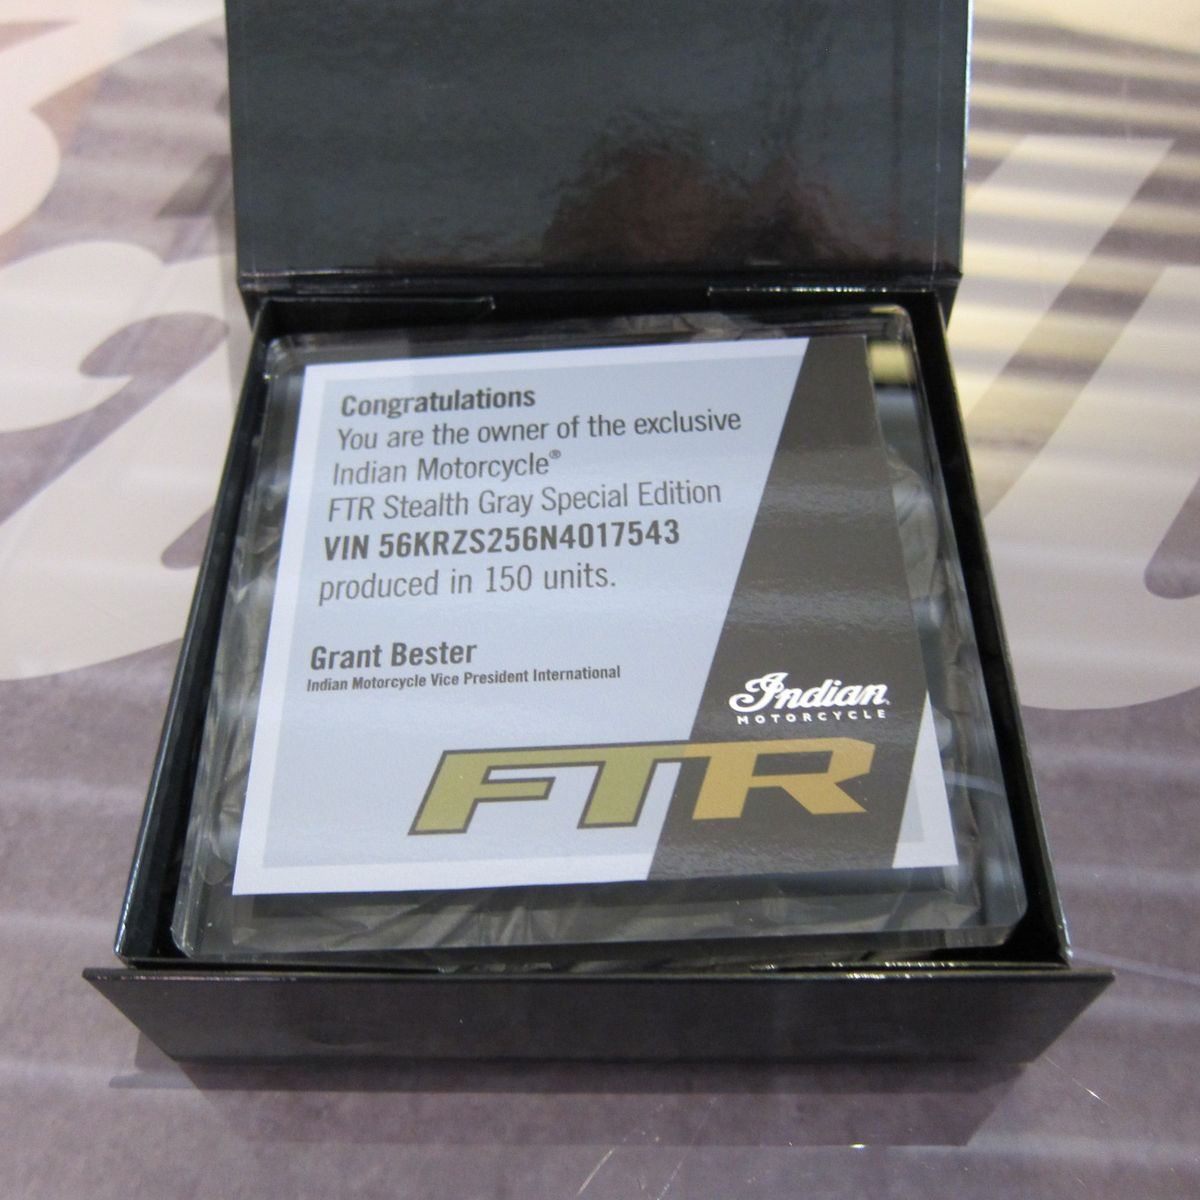 Congratulations
You are the owner of the exclusive
Indian Motorcycle®
FTR Stealth Gray Special Edition
VIN 56KRZS256N4017543
produced in 150 units.
Grant Bester
Indian Motorcycle Vice President International
Indian
MOTORCYCLE
FTR